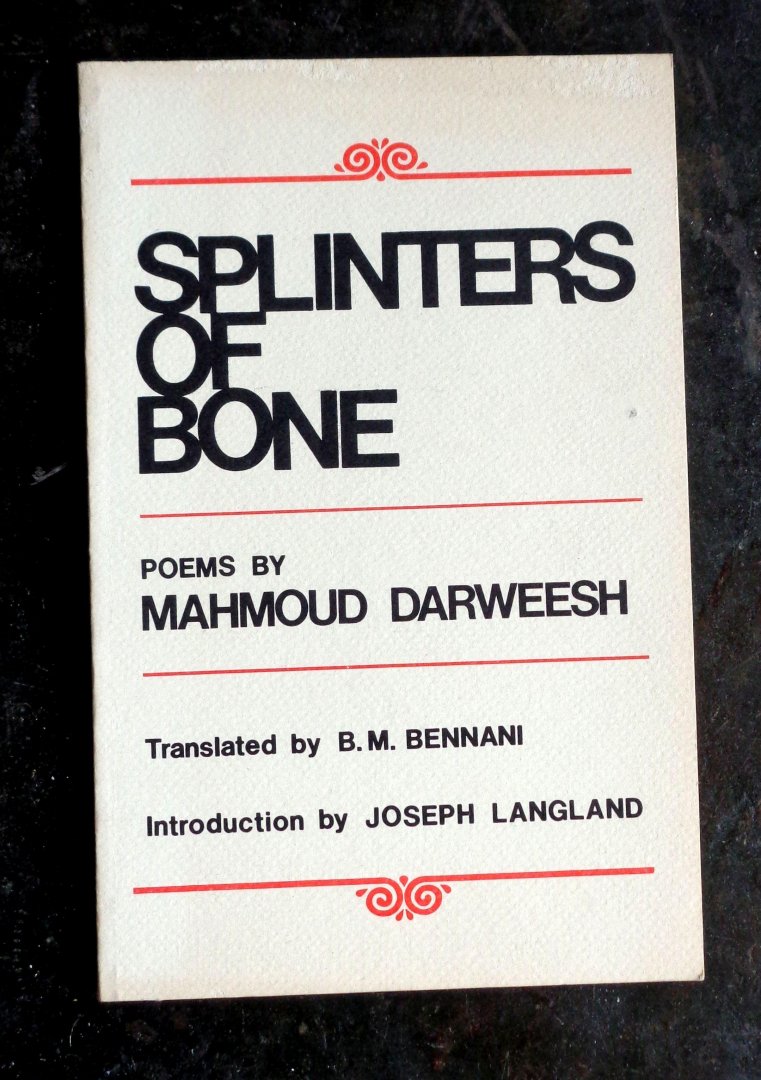 SPLINTERS
OF
BONE
POEMS BY
MAHMOUD DARWEESH
Translated by B.M. BENNANI
Introduction by JOSEPH LANGLAND